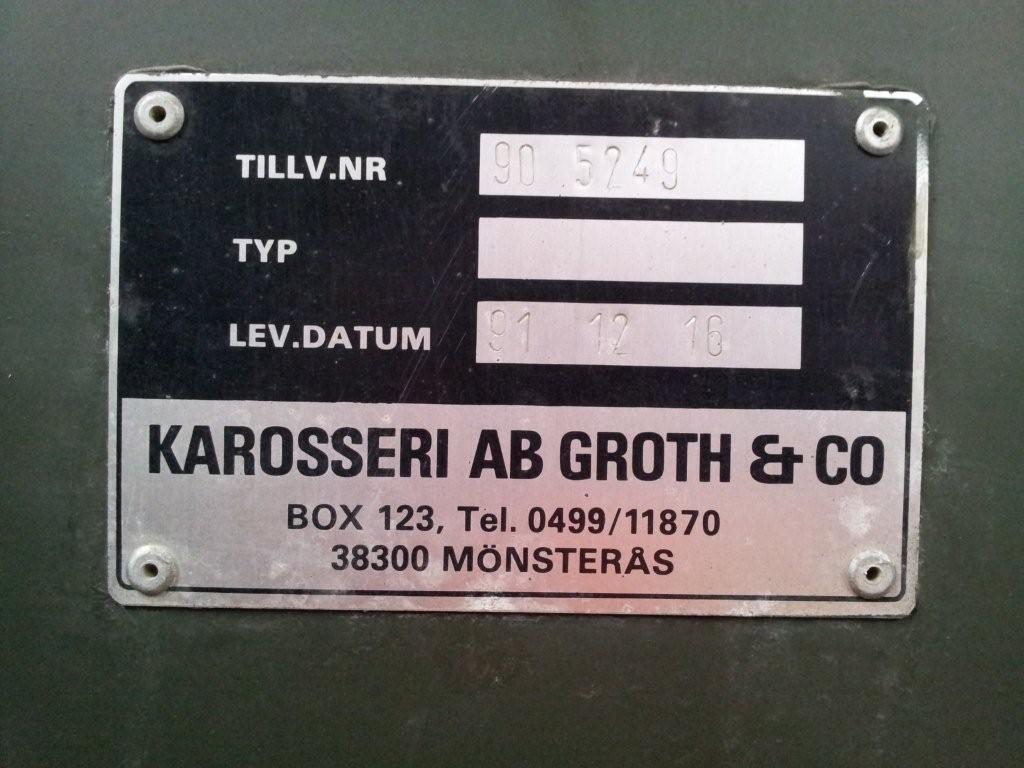 TILLV.NR 90 5249
TYP
LEV.DATUM 91 12 16
KAROSSERI AB GROTH & CO
BOX 123, Tel. 0499/11870
38300 MÖNSTERÅS